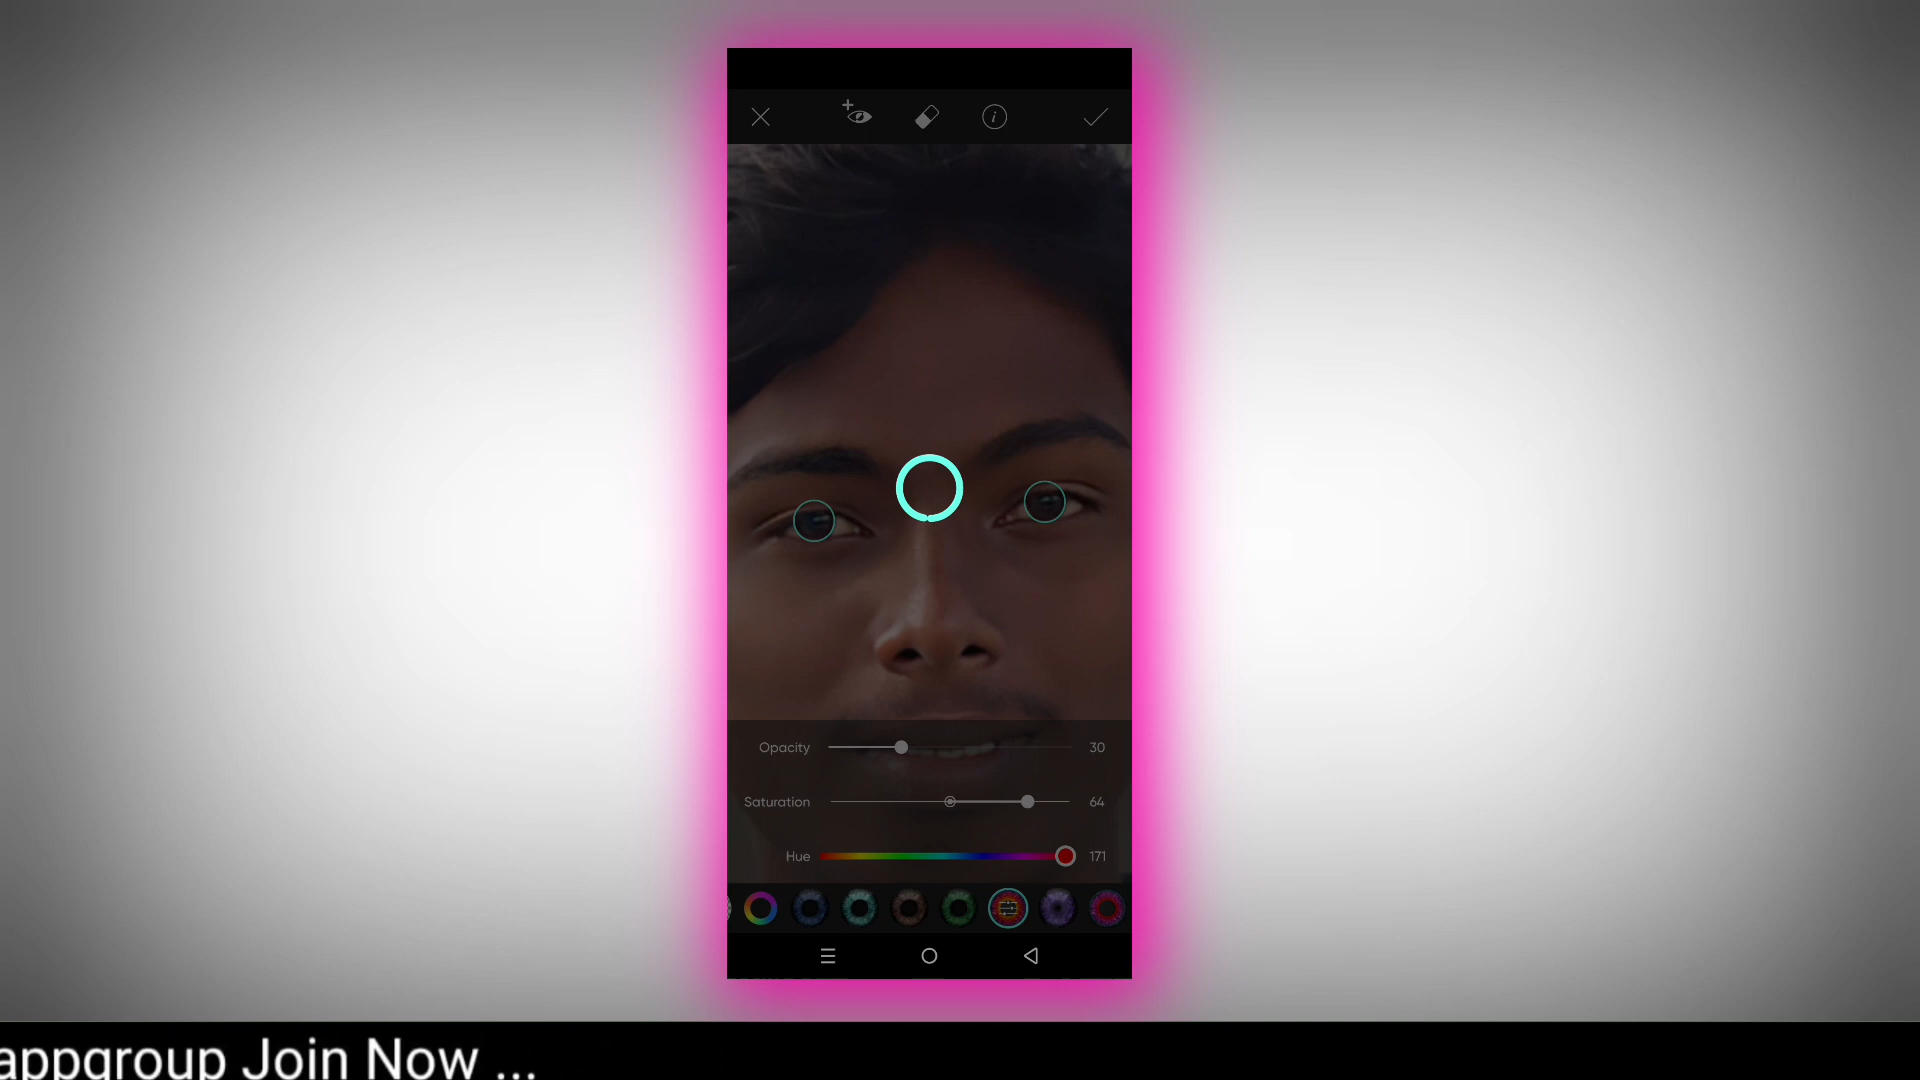 Opacity 30
Saturation 64
Hue 171
appgroup Join Now ...